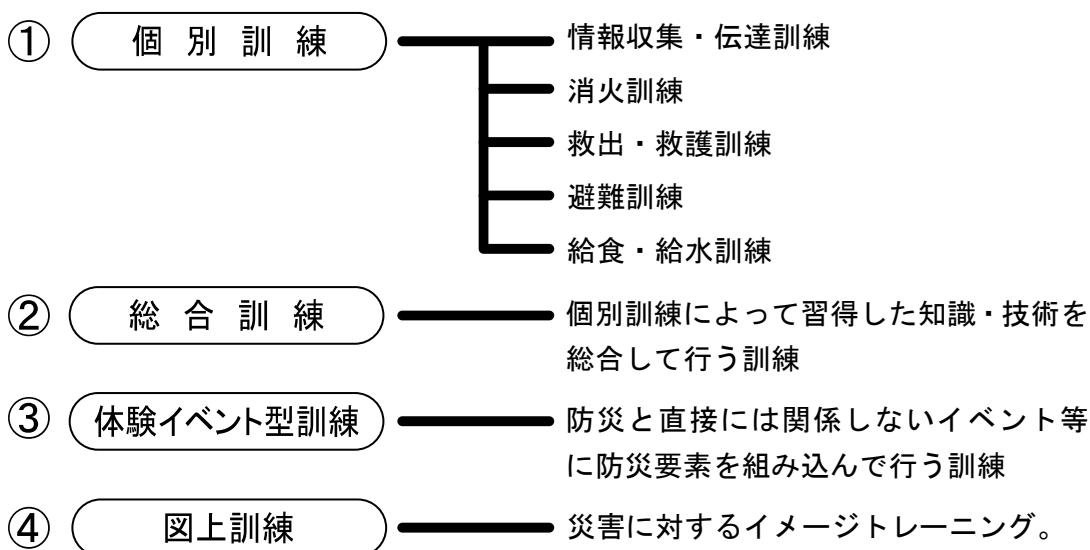 ① 個別訓練 情報収集・伝達訓練
消火訓練
救出・救護訓練
避難訓練
給食・給水訓練
② 総合訓練 個別訓練によって習得した知識・技術を
総合して行う訓練
③ 体験イベント型訓練 防災と直接には関係しないイベント等
に防災要素を組み込んで行う訓練
④ 図上訓練 災害に対するイメージトレーニング。